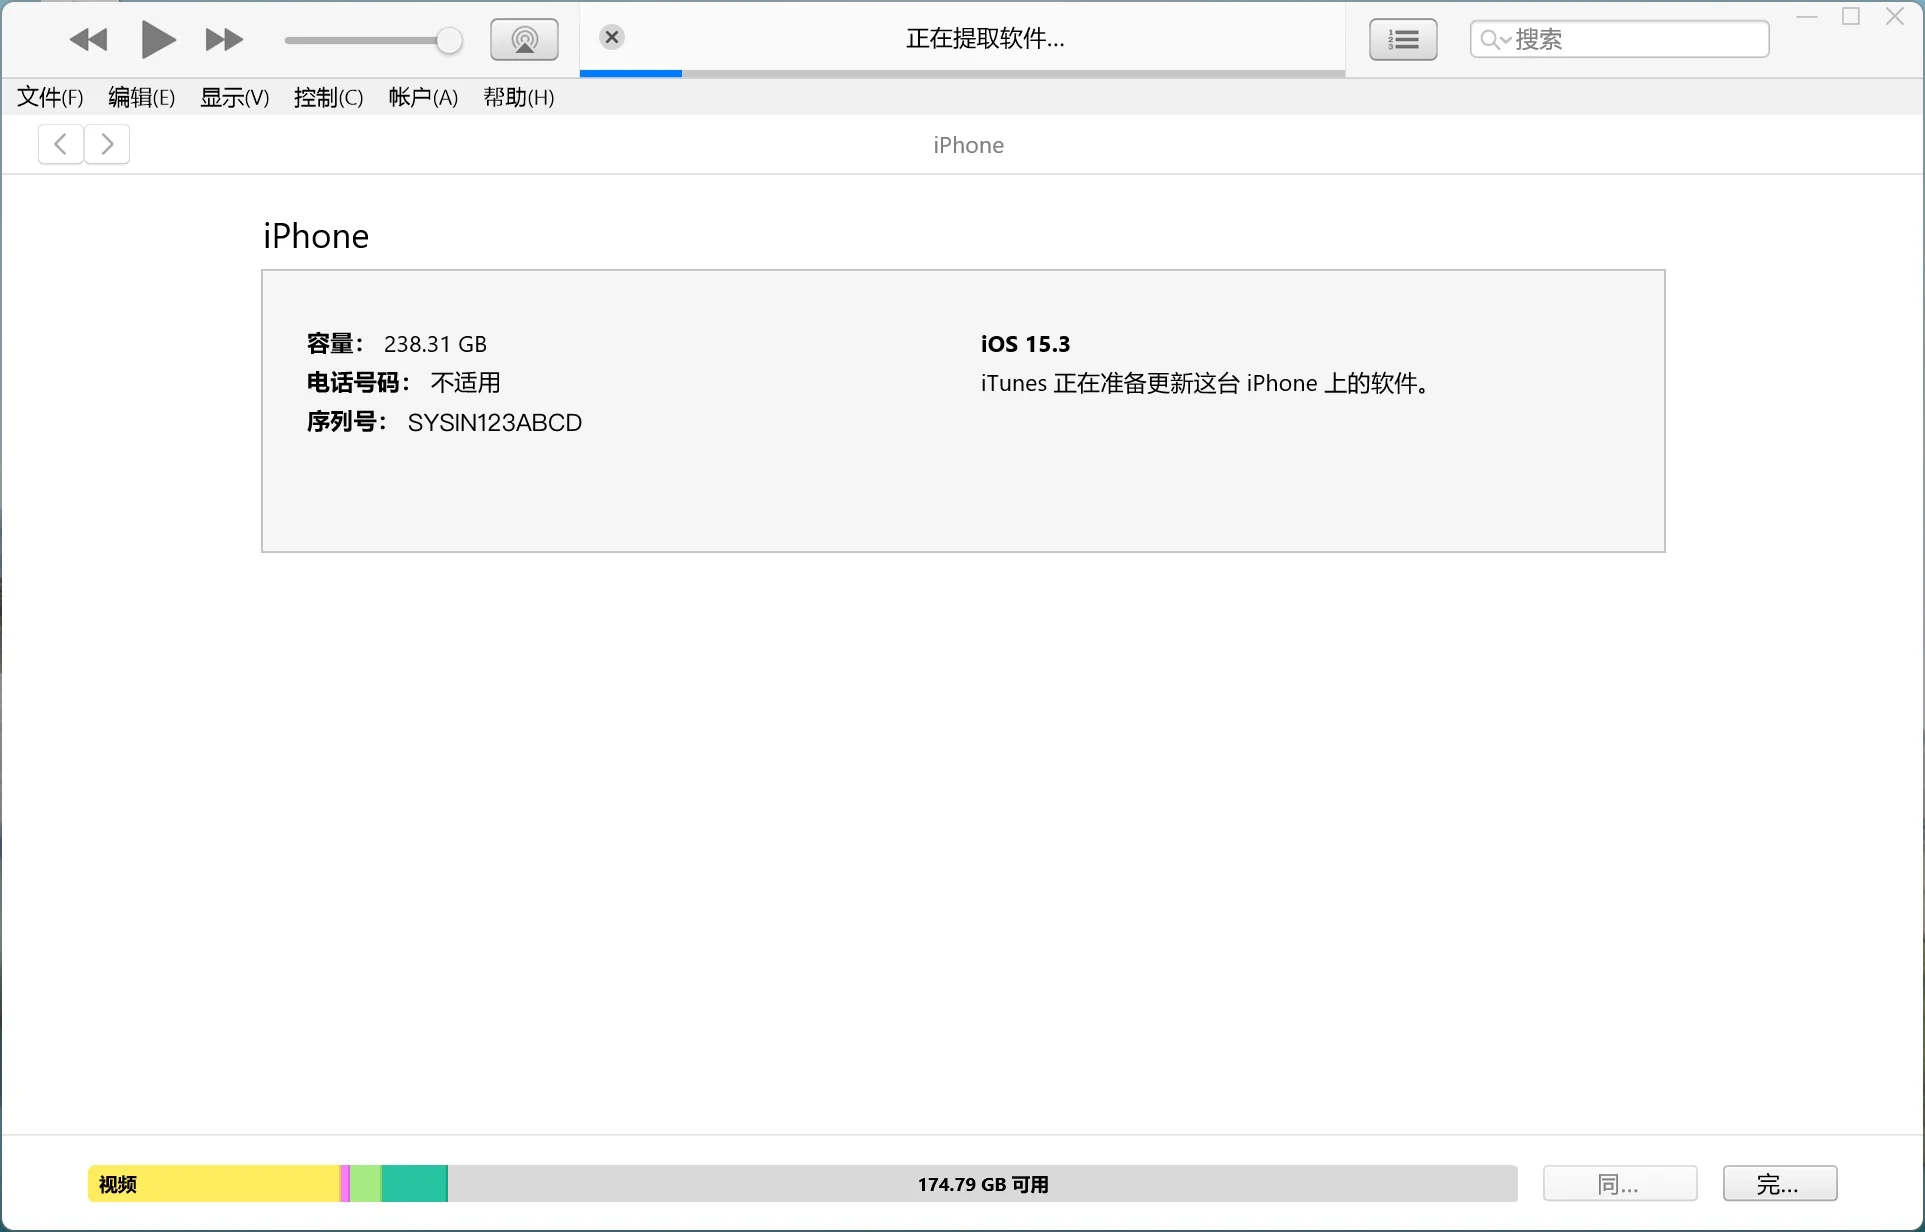 正在提取软件...
搜索
文件(F) 编辑(E) 显示(V) 控制(C) 帐户(A) 帮助(H)
iPhone
iPhone
容量： 238.31 GB
电话号码： 不适用
序列号： SYSIN123ABCD
iOS 15.3
iTunes 正在准备更新这台 iPhone 上的软件。
视频
174.79 GB 可用
同...
完...